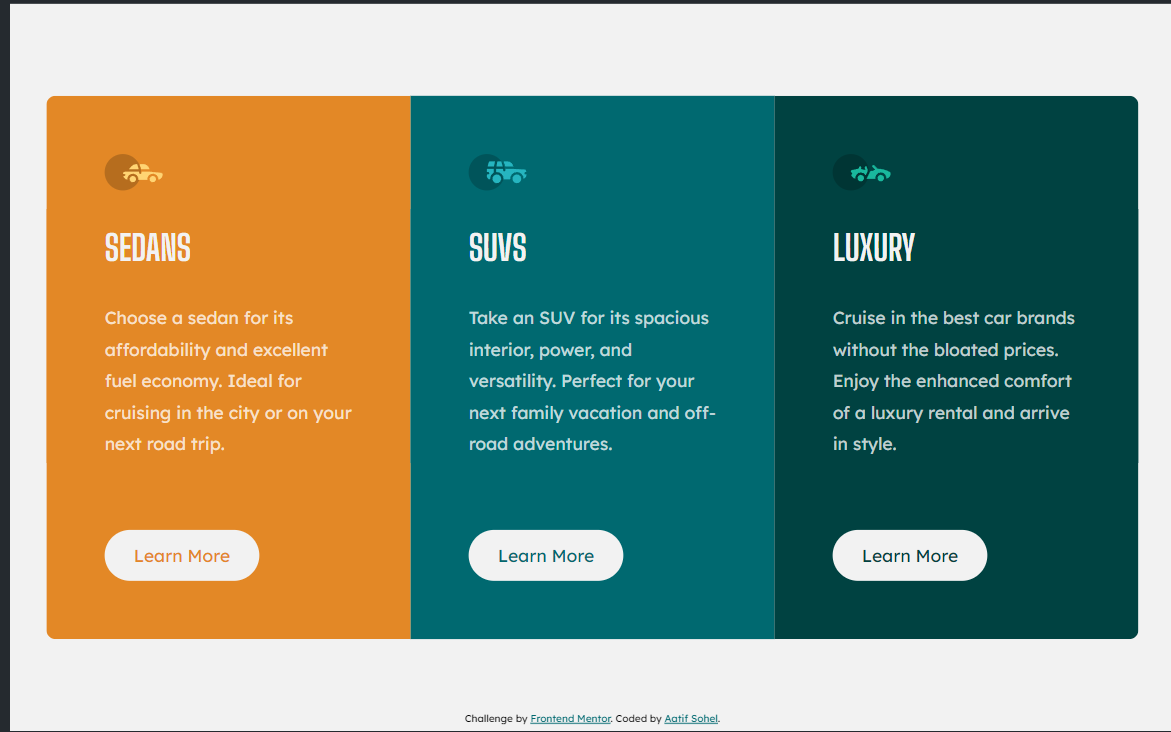 SEDANS
Choose a sedan for its
affordability and excellent
fuel economy. Ideal for
cruising in the city or on your
next road trip.
Learn More
SUVS
Take an SUV for its spacious
interior, power, and
versatility. Perfect for your
next family vacation and off-
road adventures.
Learn More
LUXURY
Cruise in the best car brands
without the bloated prices.
Enjoy the enhanced comfort
of a luxury rental and arrive
in style.
Learn More
Challenge by Frontend Mentor. Coded by Aatif Sohel.